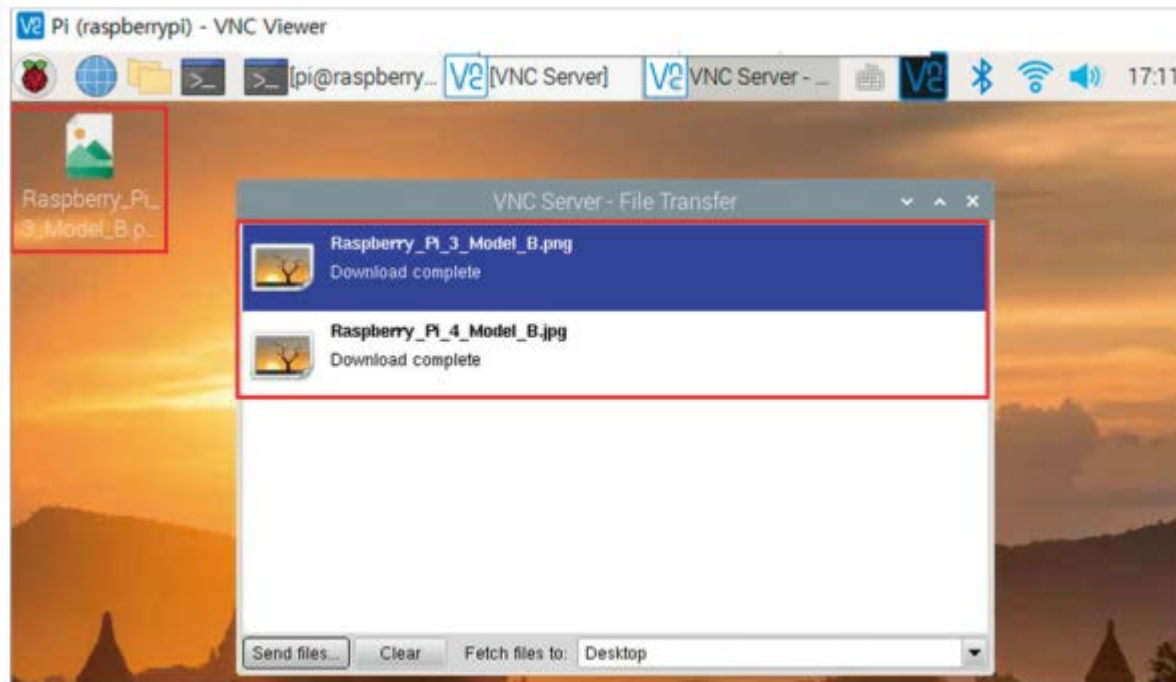 Pi (raspberrypi) - VNC Viewer
[pi@raspberry... [VNC Server] VNC Server - ... 17:11
Raspberry_Pi_
3_Model_B.p...
VNC Server - File Transfer
Raspberry_Pi_3_Model_B.png
Download complete
Raspberry_Pi_4_Model_B.jpg
Download complete
Send files... Clear Fetch files to: Desktop